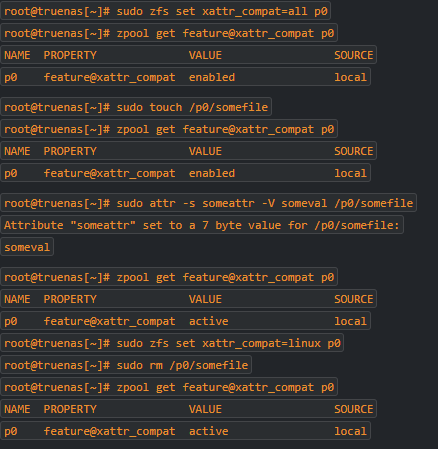 root@truenas[~]# sudo zfs set xattr_compat=all p0
root@truenas[~]# zpool get feature@xattr_compat p0
NAME  PROPERTY              VALUE                 SOURCE
p0    feature@xattr_compat  enabled               local
root@truenas[~]# sudo touch /p0/somefile
root@truenas[~]# zpool get feature@xattr_compat p0
NAME  PROPERTY              VALUE                 SOURCE
p0    feature@xattr_compat  enabled               local
root@truenas[~]# sudo attr -s someattr -V someval /p0/somefile
Attribute "someattr" set to a 7 byte value for /p0/somefile:
someval
root@truenas[~]# zpool get feature@xattr_compat p0
NAME  PROPERTY              VALUE                 SOURCE
p0    feature@xattr_compat  active                local
root@truenas[~]# sudo zfs set xattr_compat=linux p0
root@truenas[~]# sudo rm /p0/somefile
root@truenas[~]# zpool get feature@xattr_compat p0
NAME  PROPERTY              VALUE                 SOURCE
p0    feature@xattr_compat  active                local